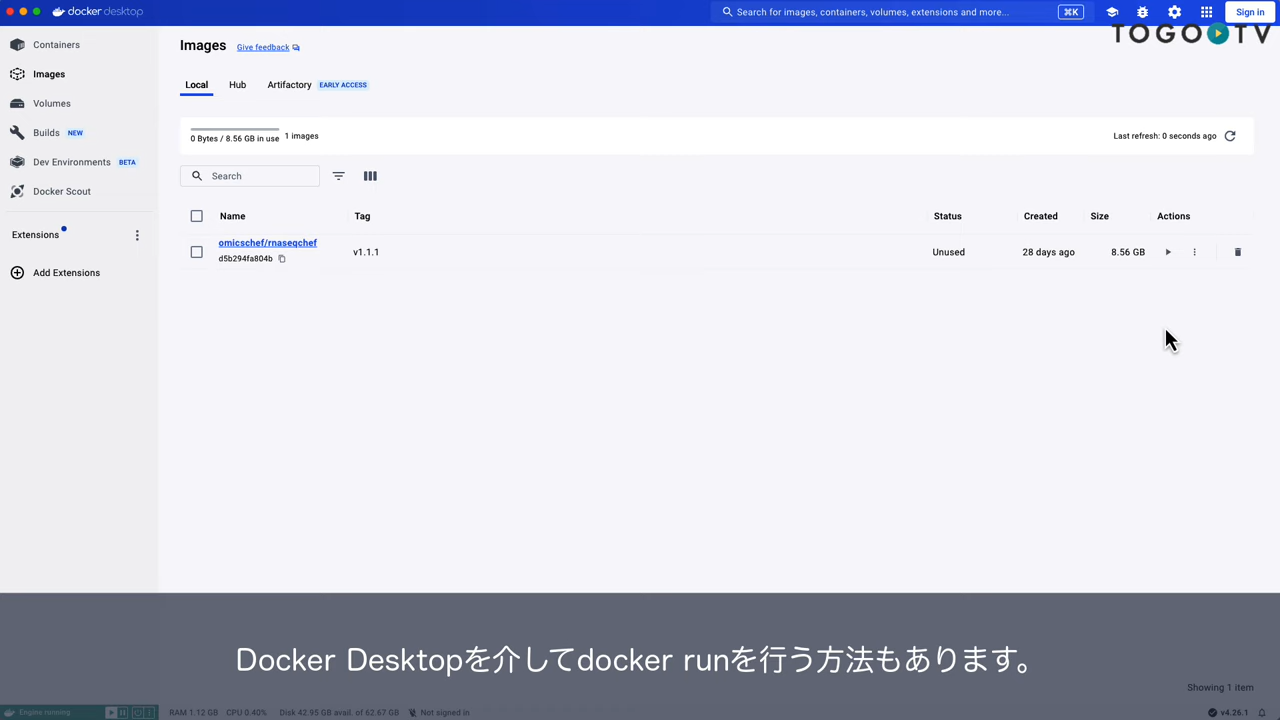 docker desktop
Search for images, containers, volumes, extensions and more...
⌘K
Sign in
TOGO TV
Containers
Images
Volumes
Builds NEW
Dev Environments BETA
Docker Scout
Extensions
Add Extensions
Images Give feedback
Local Hub Artifactory EARLY ACCESS
0 Bytes / 8.56 GB in use 1 images
Last refresh: 0 seconds ago
Search
Name Tag Status Created Size Actions
omicschef/rnaseqchef
d5b294fa804b
v1.1.1 Unused 28 days ago 8.56 GB
Docker Desktopを介してdocker runを行う方法もあります。
Showing 1 item
Engine running
RAM 1.12 GB CPU 0.40% Disk 42.95 GB avail. of 62.67 GB Not signed in
v4.26.1